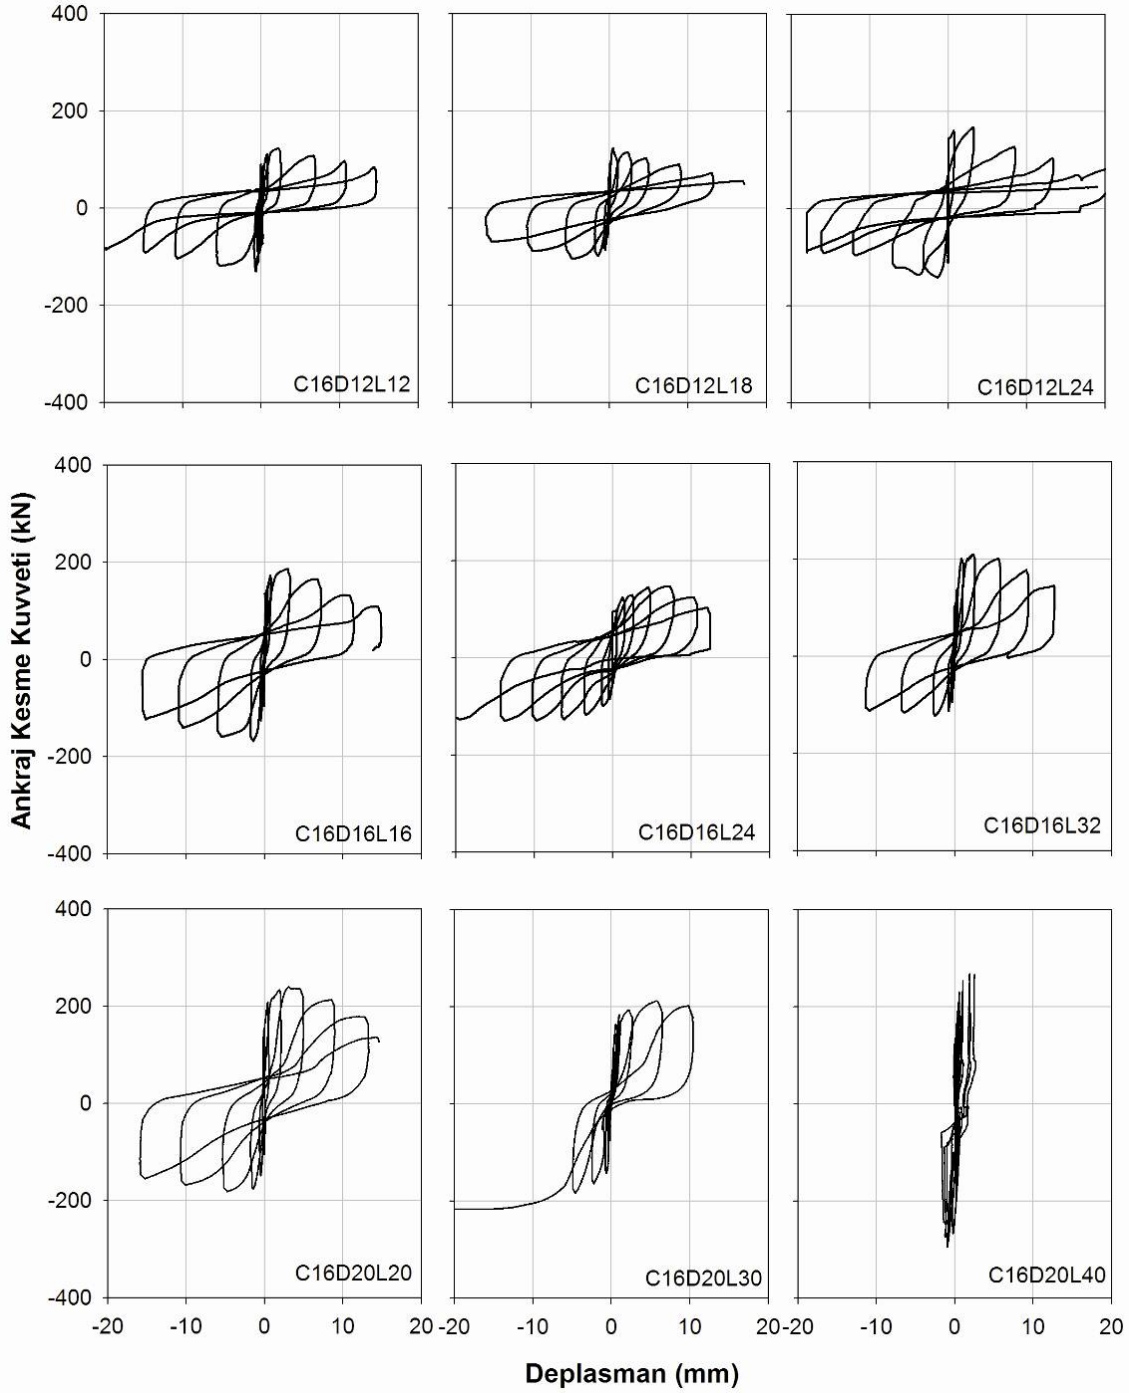 400
200
0
-200
-400
C16D12L12
C16D12L18
C16D12L24
400
200
0
-200
-400
C16D16L16
C16D16L24
C16D16L32
Ankraj Kesme Kuvveti (kN)
400
200
0
-200
-400
C16D20L20
C16D20L30
C16D20L40
-20 -10 0 10 20 -10 0 10 20 -20 -10 0 10 20
Deplasman (mm)